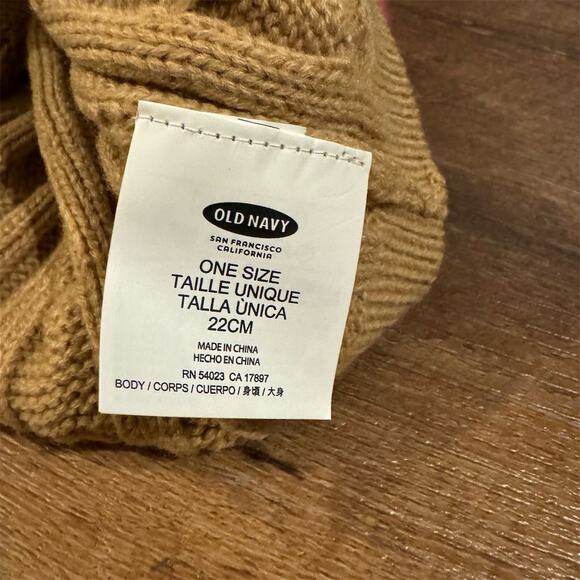 OLD NAVY
SAN FRANCISCO
CALIFORNIA
ONE SIZE
TAILLE UNIQUE
TALLA ÙNICA
22CM
MADE IN CHINA
HECHO EN CHINA
RN 54023 CA 17897
BODY / CORPS / CUERPO / 身頃 / 大身